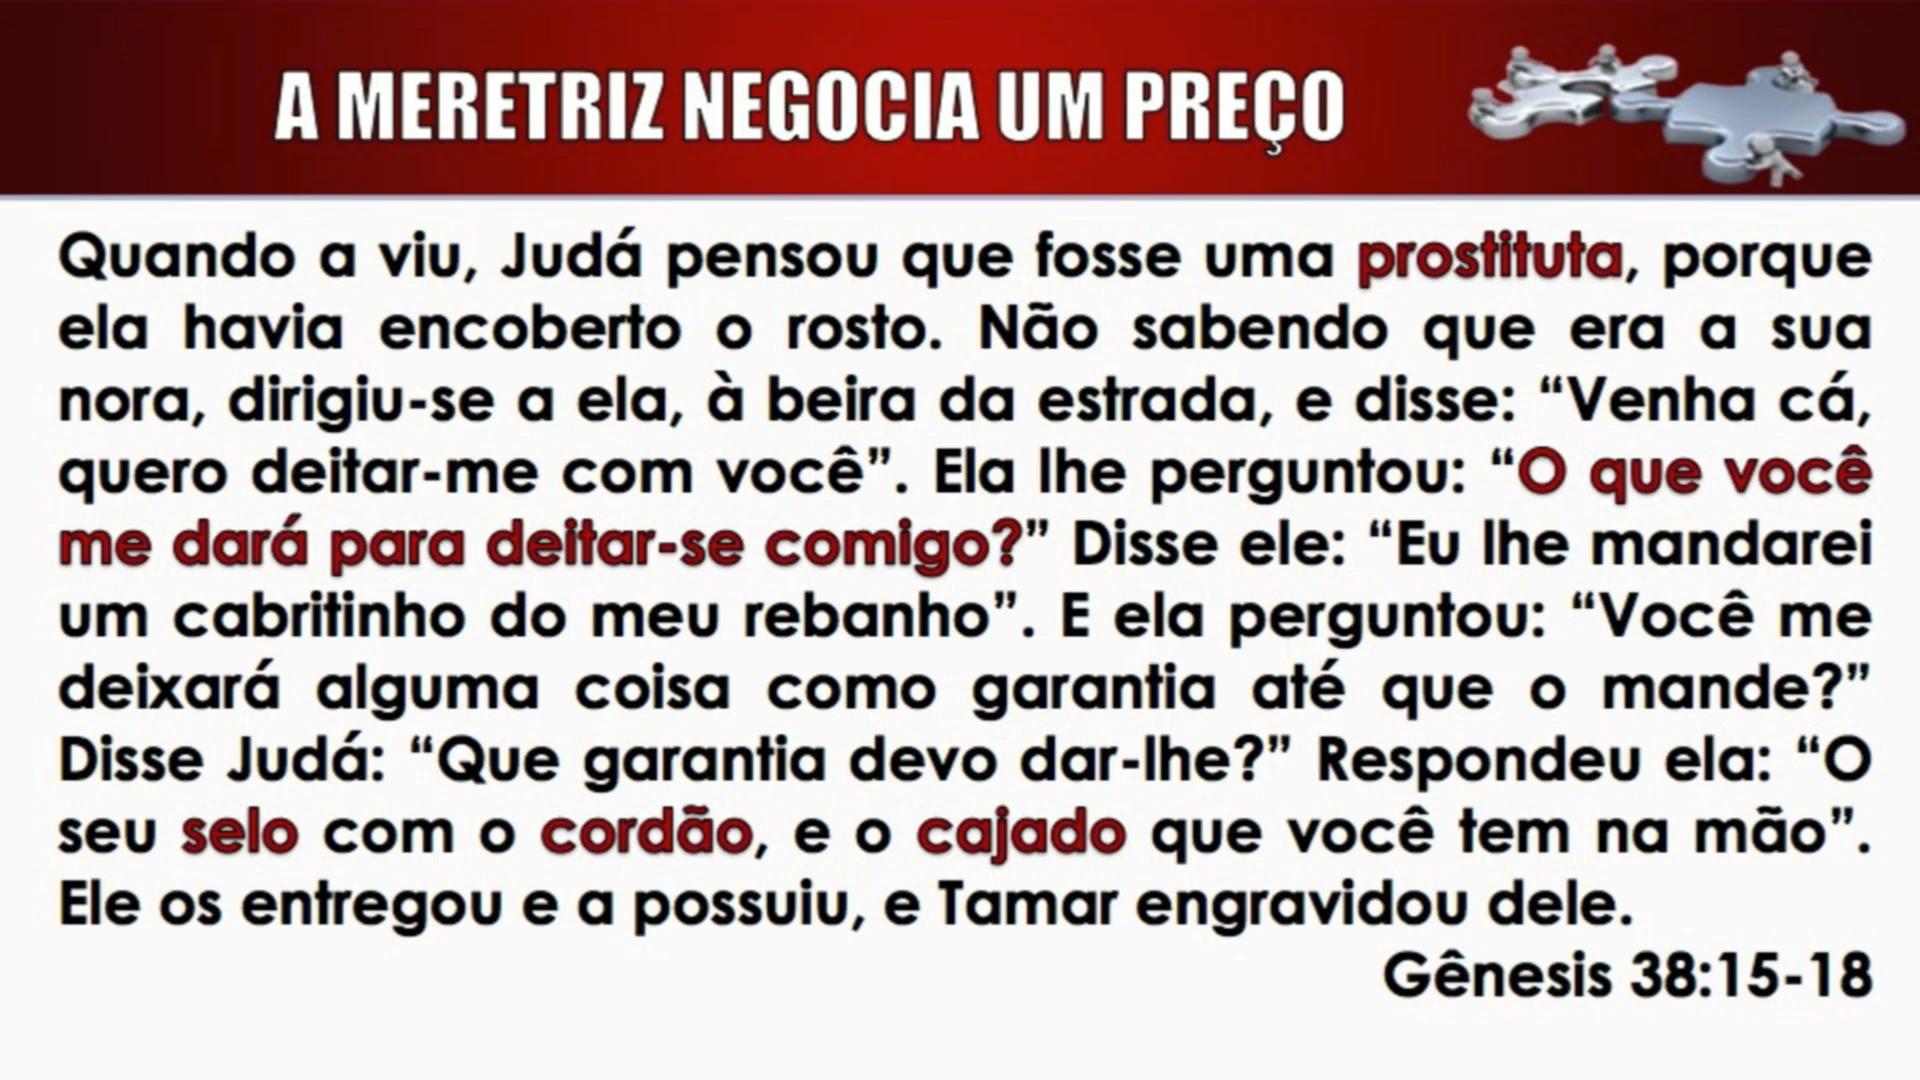 A MERETRIZ NEGOCIA UM PREÇO
Quando a viu, Judá pensou que fosse uma prostituta, porque
ela havia encoberto o rosto. Não sabendo que era a sua
nora, dirigiu-se a ela, à beira da estrada, e disse: “Venha cá,
quero deitar-me com você”. Ela lhe perguntou: “O que você
me dará para deitar-se comigo?” Disse ele: “Eu lhe mandarei
um cabritinho do meu rebanho”. E ela perguntou: “Você me
deixará alguma coisa como garantia até que o mande?”
Disse Judá: “Que garantia devo dar-lhe?” Respondeu ela: “O
seu selo com o cordão, e o cajado que você tem na mão”.
Ele os entregou e a possuiu, e Tamar engravidou dele.
Gênesis 38:15-18